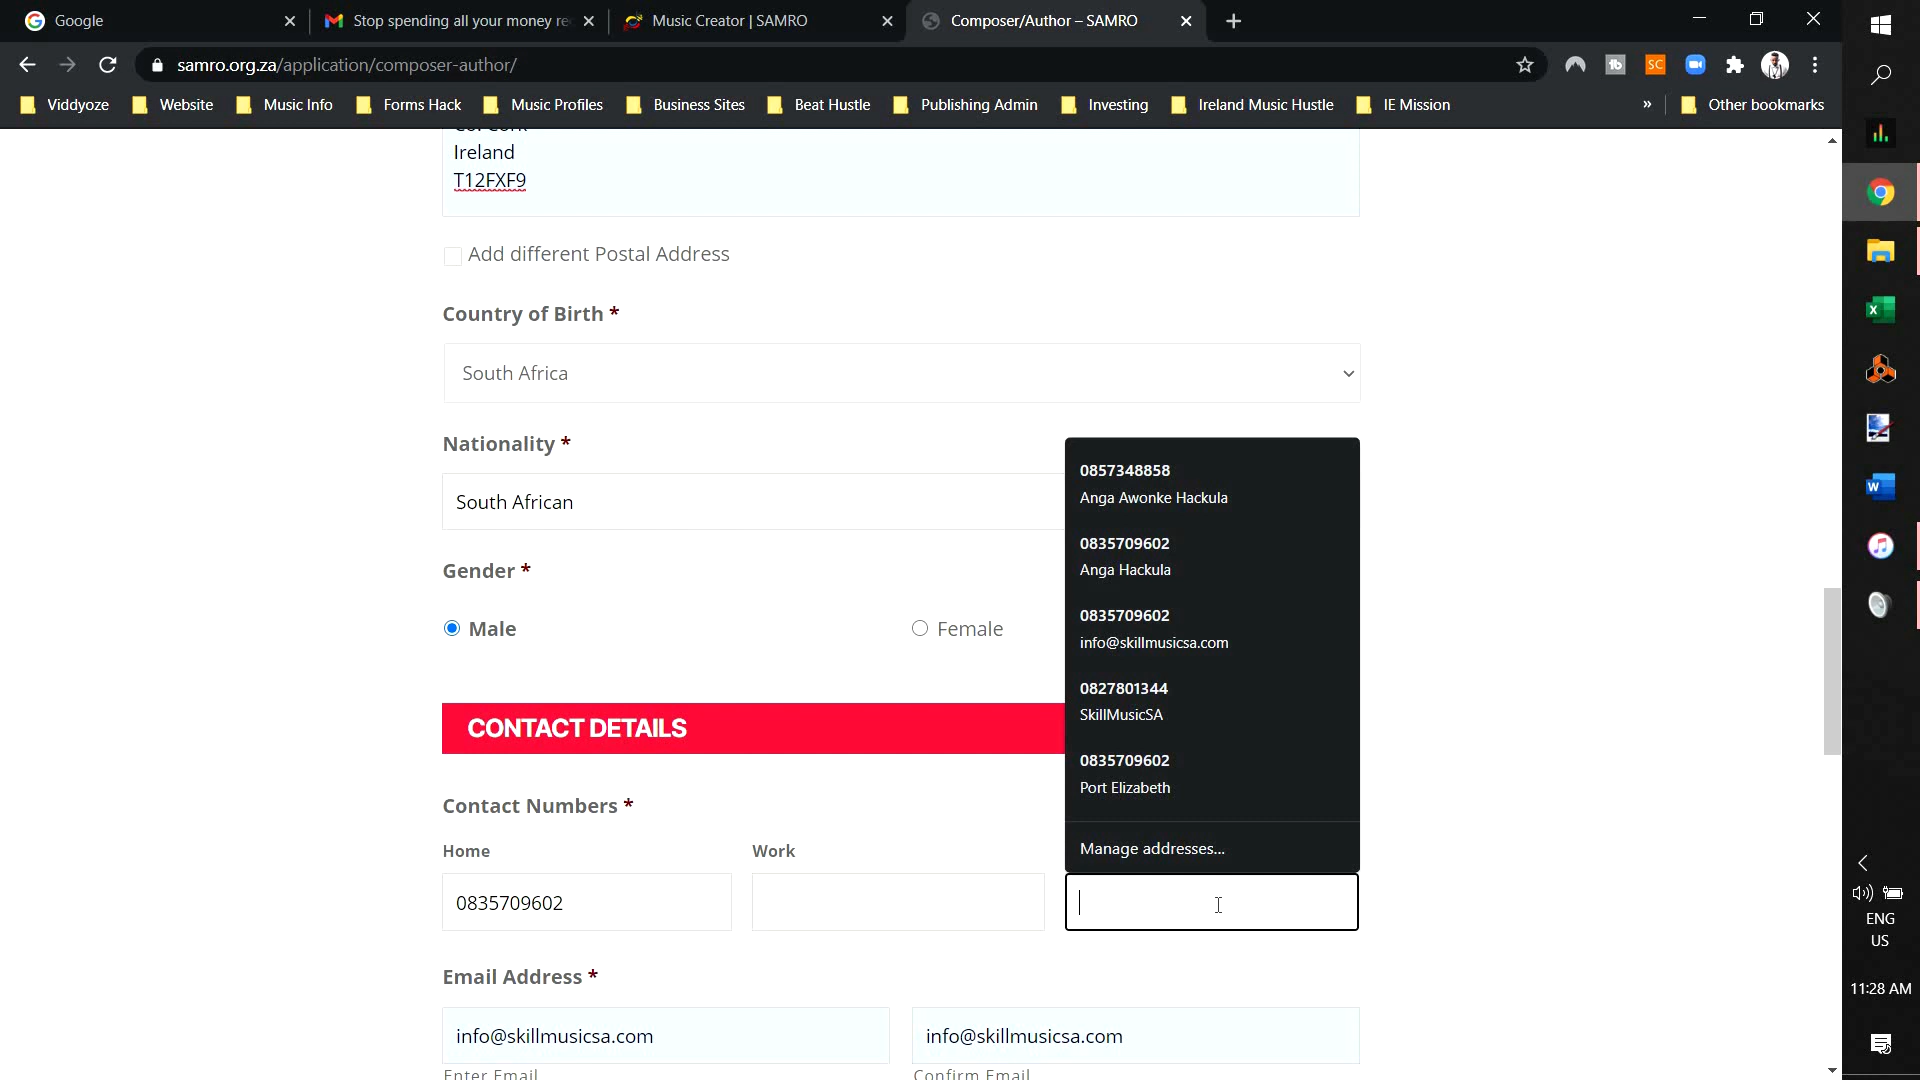 Google
Stop spending all your money re
Music Creator | SAMRO
Composer/Author – SAMRO
samro.org.za/application/composer-author/
Viddyoze
Website
Music Info
Forms Hack
Music Profiles
Business Sites
Beat Hustle
Publishing Admin
Investing
Ireland Music Hustle
IE Mission
»
Other bookmarks
Co. Cork
Ireland
T12FXF9
Add different Postal Address
Country of Birth *
South Africa
Nationality *
South African
Gender *
Male
Female
0857348858
Anga Awonke Hackula
0835709602
Anga Hackula
0835709602
info@skillmusicsa.com
0827801344
SkillMusicSA
0835709602
Port Elizabeth
Manage addresses...
CONTACT DETAILS
Contact Numbers *
Home
Work
0835709602
Email Address *
info@skillmusicsa.com
info@skillmusicsa.com
Enter Email
Confirm Email
ENG
US
11:28 AM